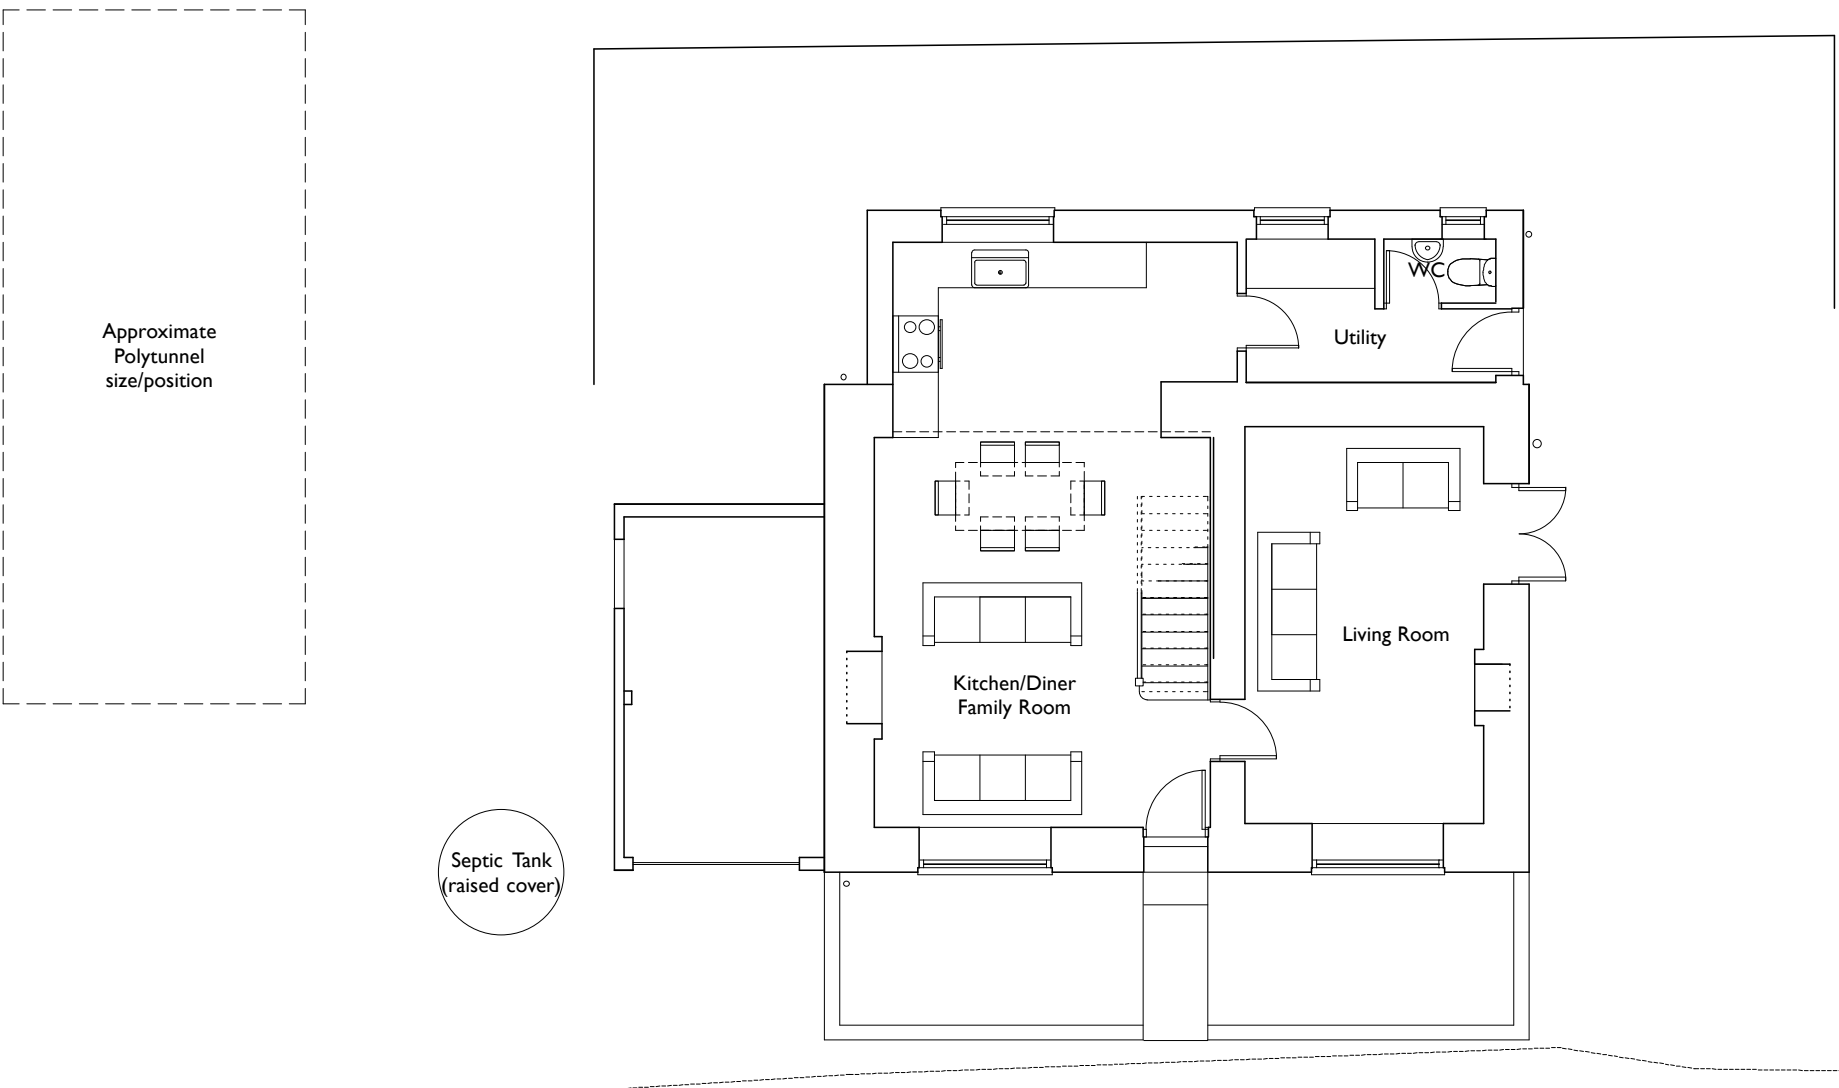 Approximate
Polytunnel
size/position
WC
Utility
Living Room
Kitchen/Diner
Family Room
Septic Tank
(raised cover)